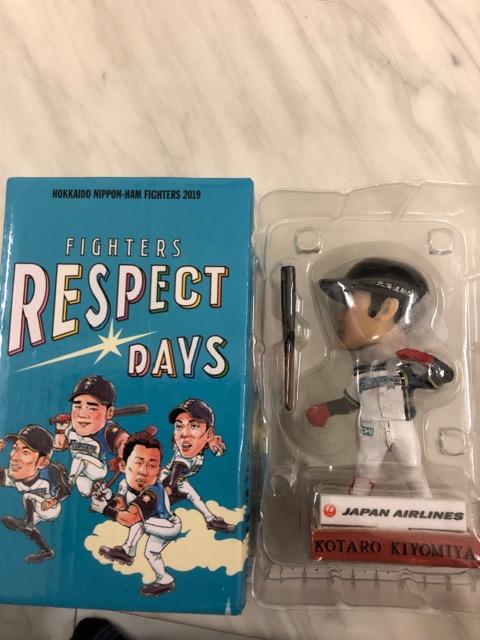 HOKKAIDO NIPPON-HAM FIGHTERS 2019
FIGHTERS
RESPECT
DAYS
JAPAN AIRLINES
KOTARO KIYOMIYA